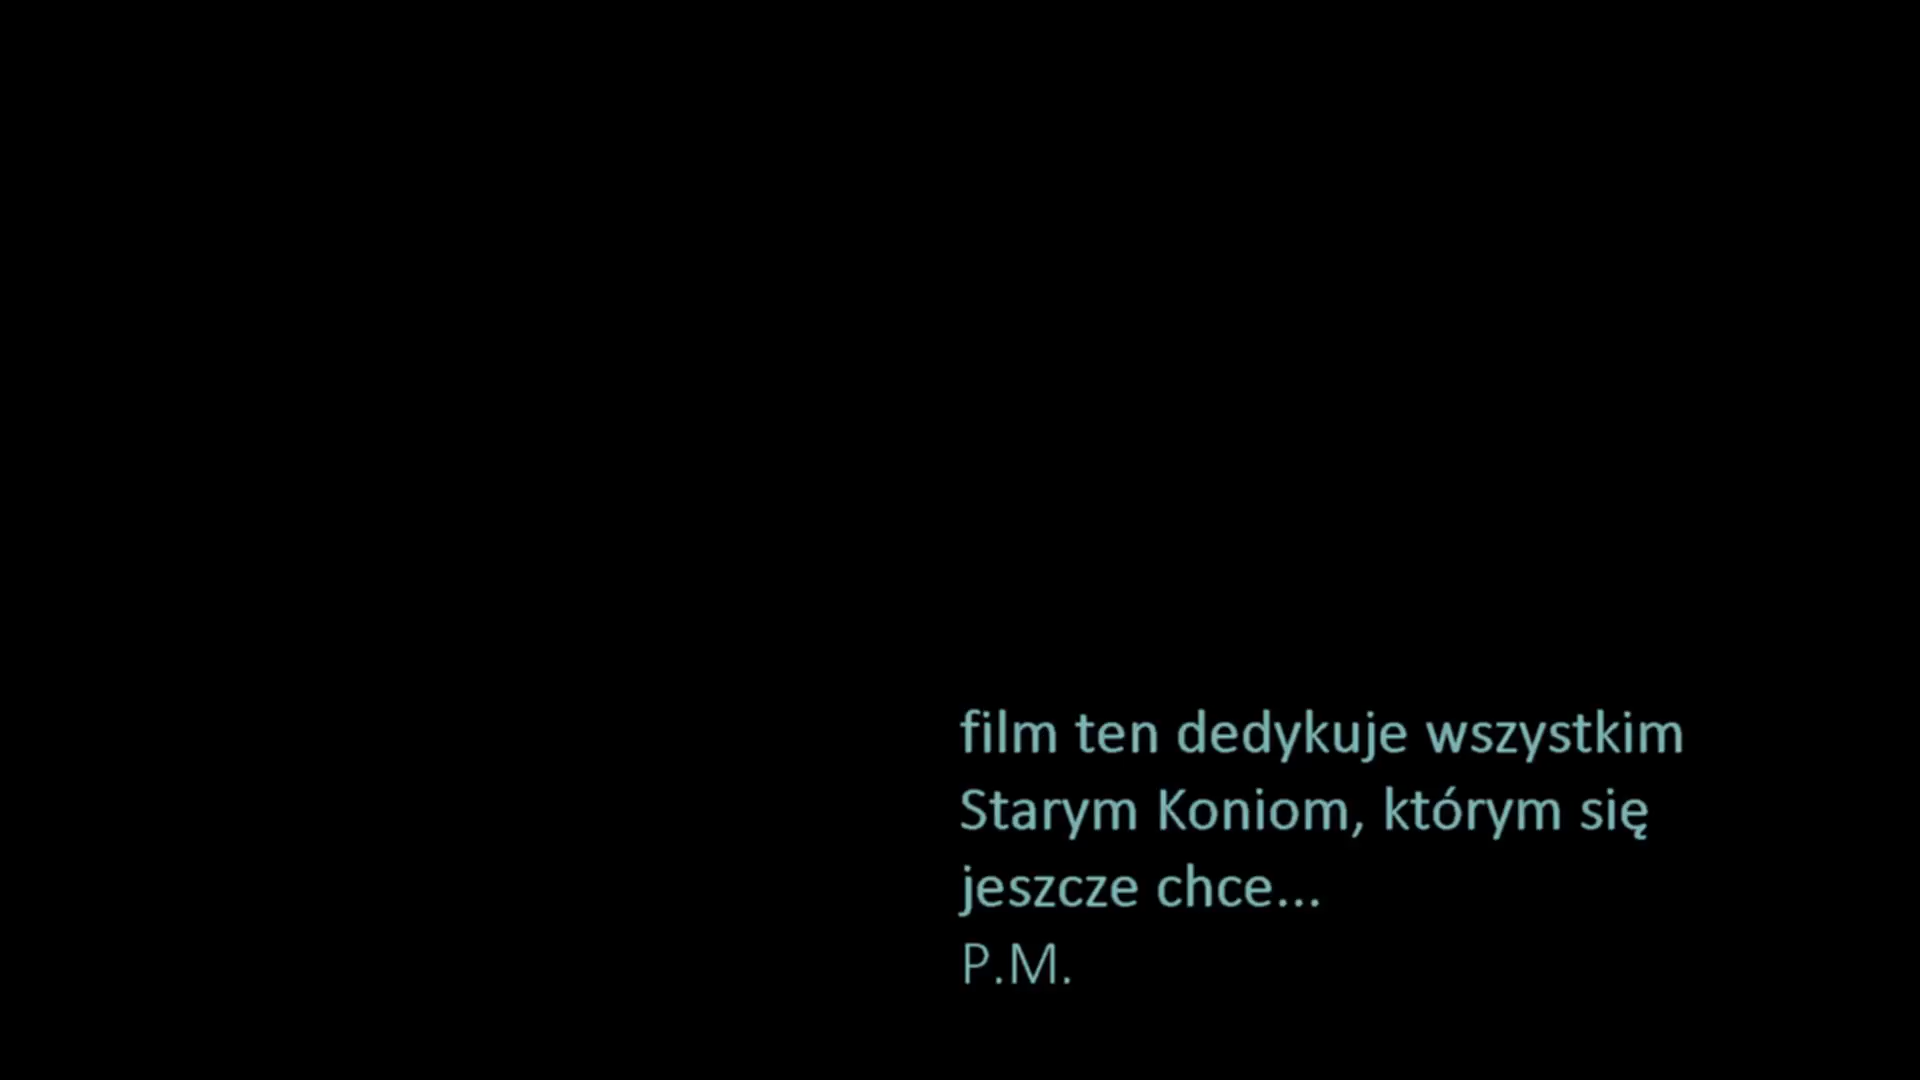 film ten dedykuje wszystkim
Starym Koniom, którym się
jeszcze chce...
P.M.